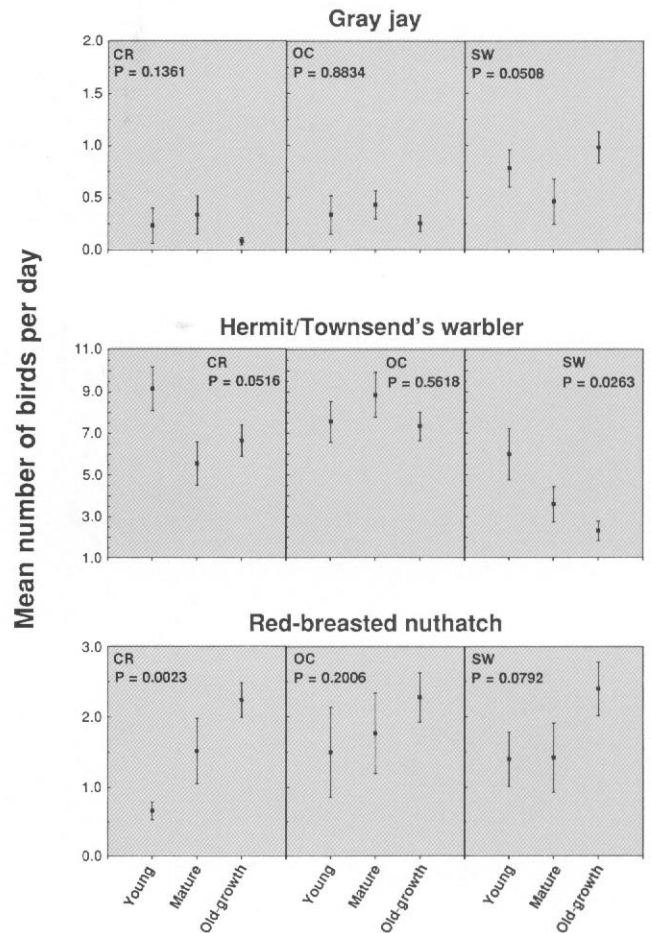 Gray jay
2.0
1.5
1.0
0.5
0.0
CR
P = 0.1361
OC
P = 0.8834
SW
P = 0.0508
Mean number of birds per day
Hermit/Townsend's warbler
11.0
9.0
7.0
5.0
3.0
1.0
CR
P = 0.0516
OC
P = 0.5618
SW
P = 0.0263
Red-breasted nuthatch
3.0
2.0
1.0
0.0
CR
P = 0.0023
OC
P = 0.2006
SW
P = 0.0792
Young
Mature
Old-growth
Young
Mature
Old-growth
Young
Mature
Old-growth